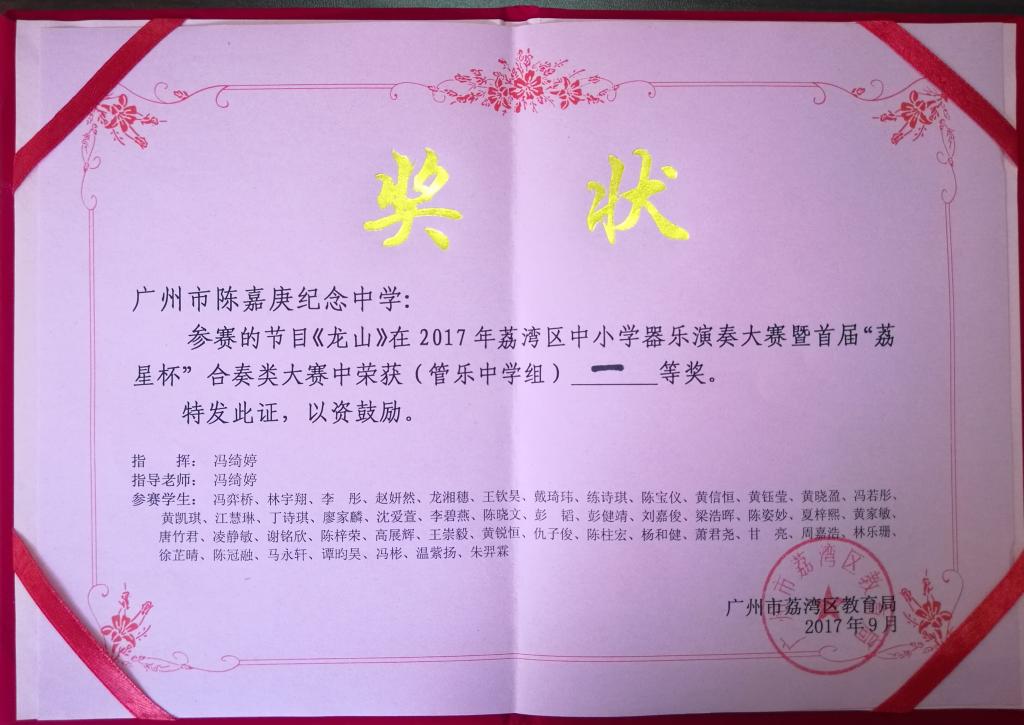 奖 状
广州市陈嘉庚纪念中学:
参赛的节目《龙山》在 2017 年荔湾区中小学器乐演奏大赛暨首届“荔
星杯” 合奏类大赛中荣获（管乐中学组）一等奖。
特发此证，以资鼓励。
指 挥： 冯绮婷
指导老师： 冯绮婷
参赛学生： 冯弈桥、林宇翔、李 彤、赵妍然、龙湘穗、王钦昊、戴琦玮、练诗琪、陈宝仪、黄信恒、黄钰莹、黄晓盈、冯若彤、
黄凯琪、江慧琳、丁诗琪、廖家麟、沈爱萱、李碧燕、陈晓文、彭 韬、彭健靖、刘嘉俊、梁浩晖、陈姿妙、夏梓熙、黄家敏、
唐竹君、凌静敏、谢铭欣、陈梓荣、高展辉、王崇毅、黄锐恒、仇子俊、陈柱宏、杨和健、萧君尧、甘 亮、周嘉浩、林乐珊、
徐芷晴、陈冠融、马永轩、谭昀昊、冯彬、温紫扬、朱羿霖
广州市荔湾区教育局
2017 年 9 月